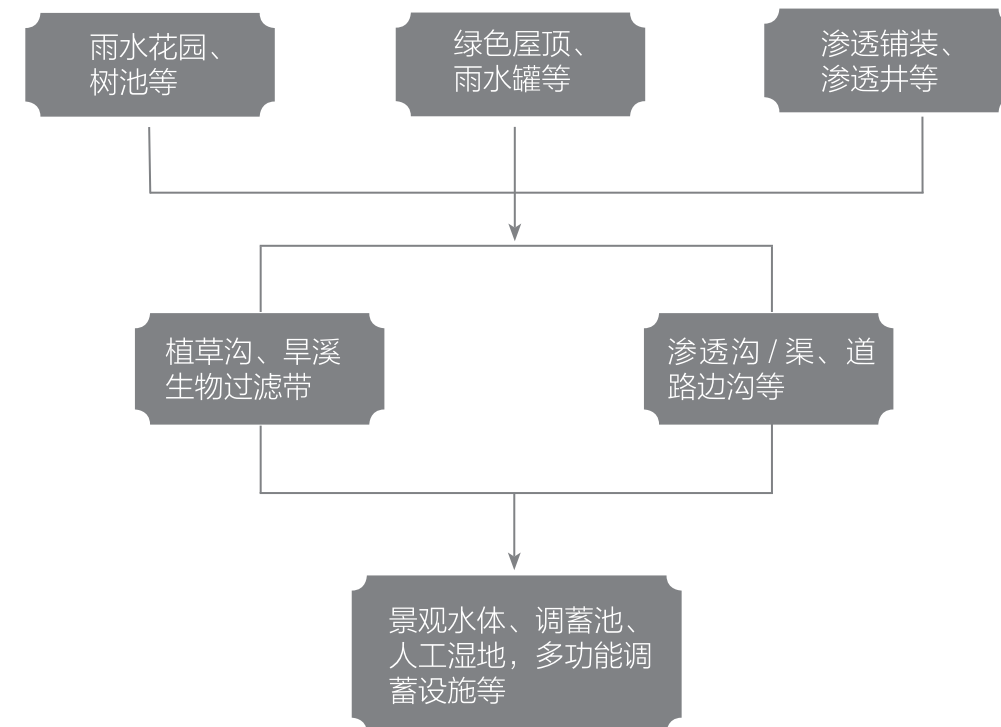 雨水花园、
树池等
绿色屋顶、
雨水罐等
渗透铺装、
渗透井等
植草沟、旱溪
生物过滤带
渗透沟 / 渠、道
路边沟等
景观水体、调蓄池、
人工湿地，多功能调
蓄设施等